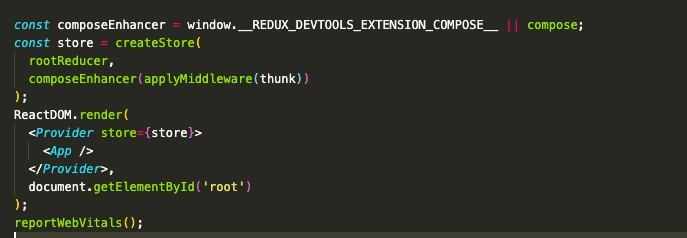 const composeEnhancer = window.__REDUX_DEVTOOLS_EXTENSION_COMPOSE__ || compose;
const store = createStore(
  rootReducer,
  composeEnhancer(applyMiddleware(thunk))
);
ReactDOM.render(
  <Provider store={store}>
    <App />
  </Provider>,
  document.getElementById('root')
);
reportWebVitals();